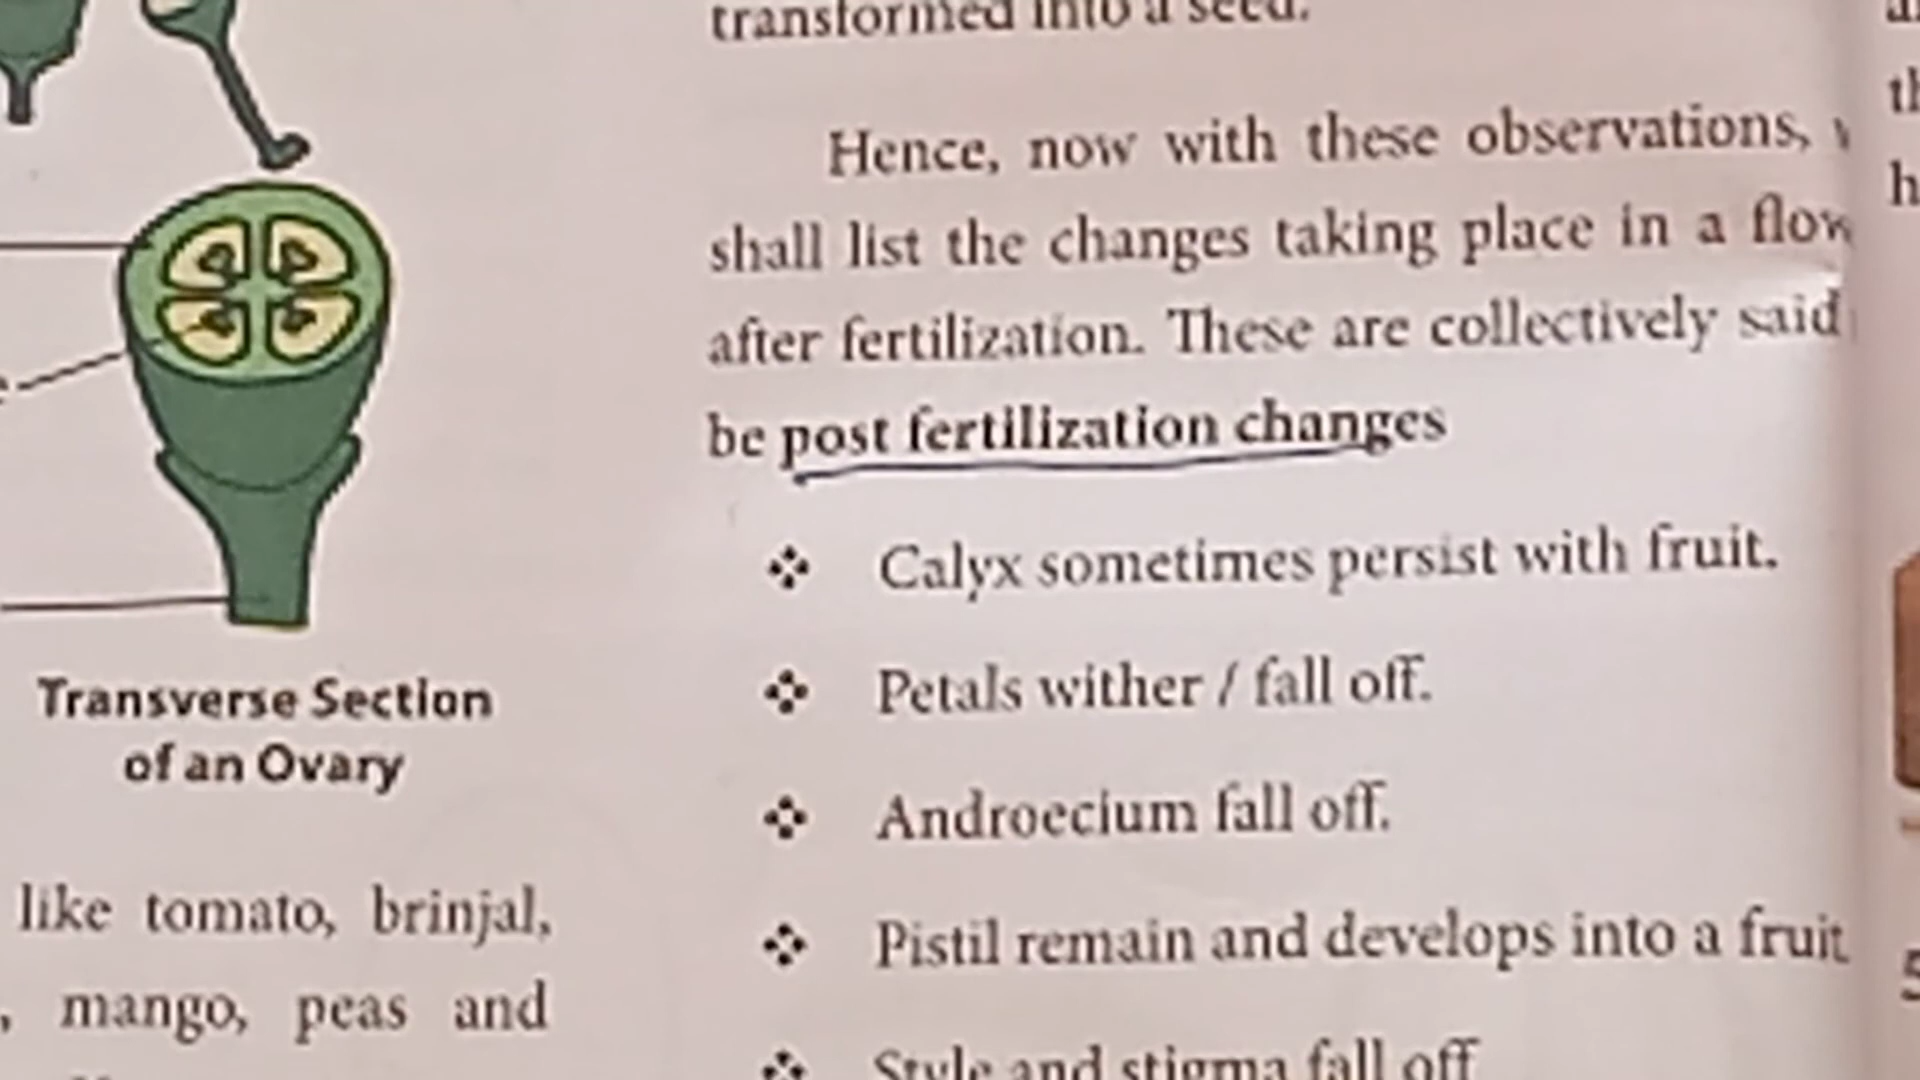 Transverse Section
of an Ovary
like tomato, brinjal,
, mango, peas and
transformed into a seed.
Hence, now with these observations,
shall list the changes taking place in a
after fertilization. These are collectively said
be post fertilization changes
❖ Calyx sometimes persist with fruit.
❖ Petals wither / fall off.
❖ Androecium fall off.
❖ Pistil remain and develops into a fruit
❖ Style and stigma fall off